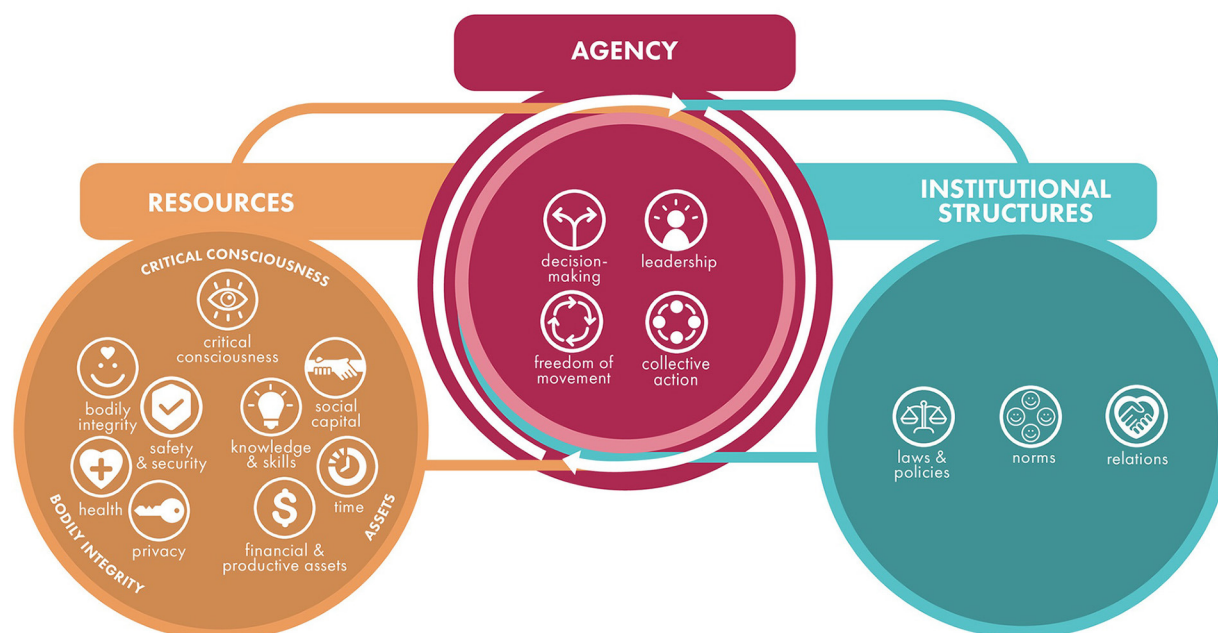 AGENCY
RESOURCES
INSTITUTIONAL
STRUCTURES
CRITICAL CONSCIOUSNESS
critical
consciousness
bodily
integrity
safety
& security
knowledge
& skills
social
capital
health
privacy
financial &
productive assets
time
BODILY INTEGRITY
ASSETS
decision-
making
leadership
freedom of
movement
collective
action
laws &
policies
norms
relations